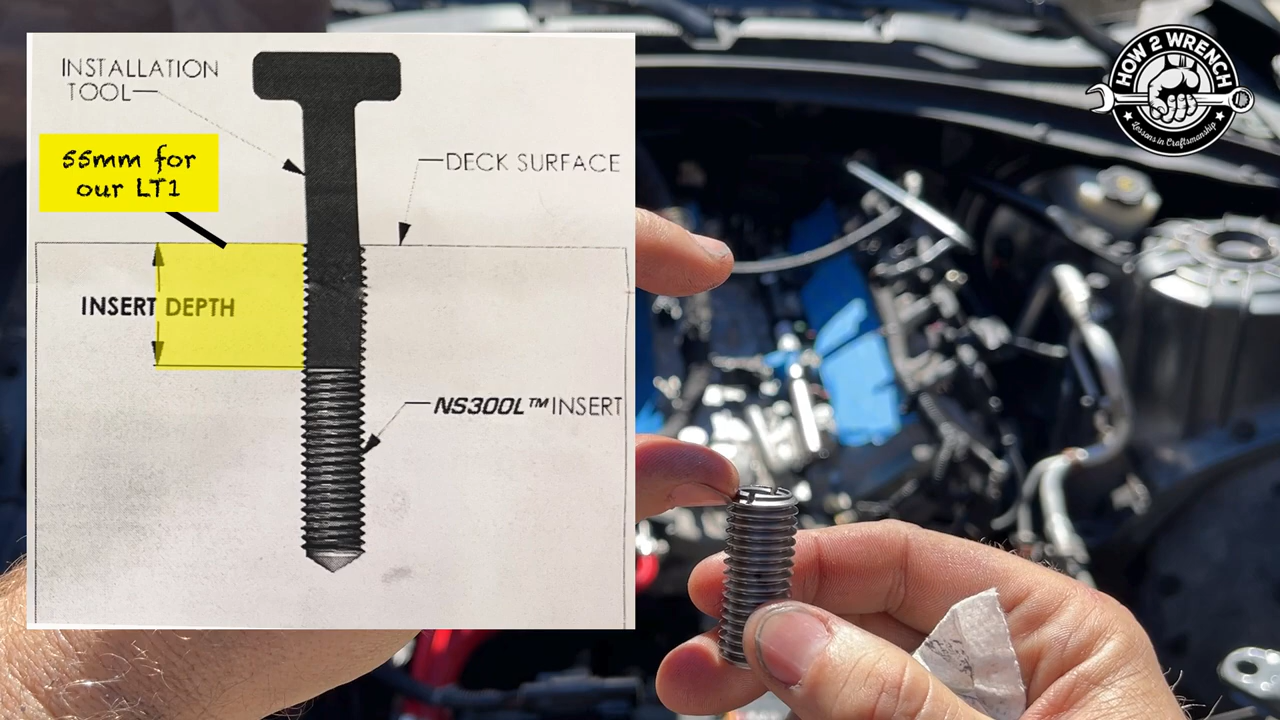 INSTALLATION
TOOL
55mm for
our LT1
DECK SURFACE
INSERT DEPTH
NS300L™ INSERT
HOW 2 WRENCH
Lessons in Craftsmanship